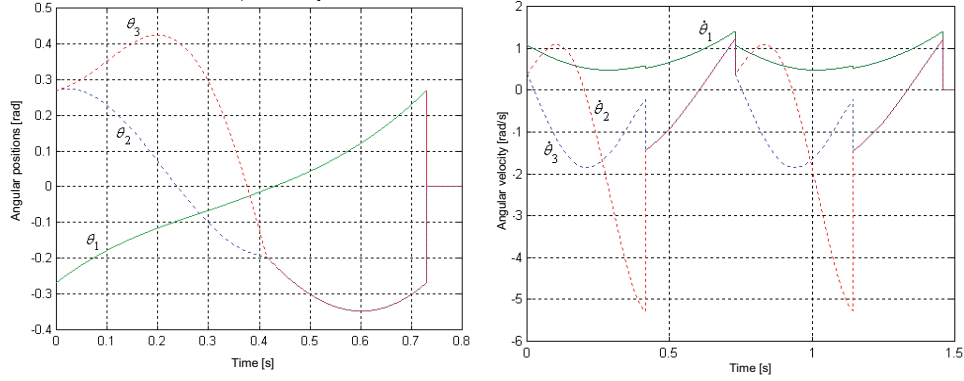 0.5
0.4
0.3
0.2
0.1
0
-0.1
-0.2
-0.3
-0.4
Angular positions [rad]
θ3
θ2
θ1
0 0.1 0.2 0.3 0.4 0.5 0.6 0.7 0.8
Time [s]
2
1
0
-1
-2
-3
-4
-5
-6
Angular velocity [rad/s]
θ̇1
θ̇2
θ̇3
0 0.5 1 1.5
Time [s]